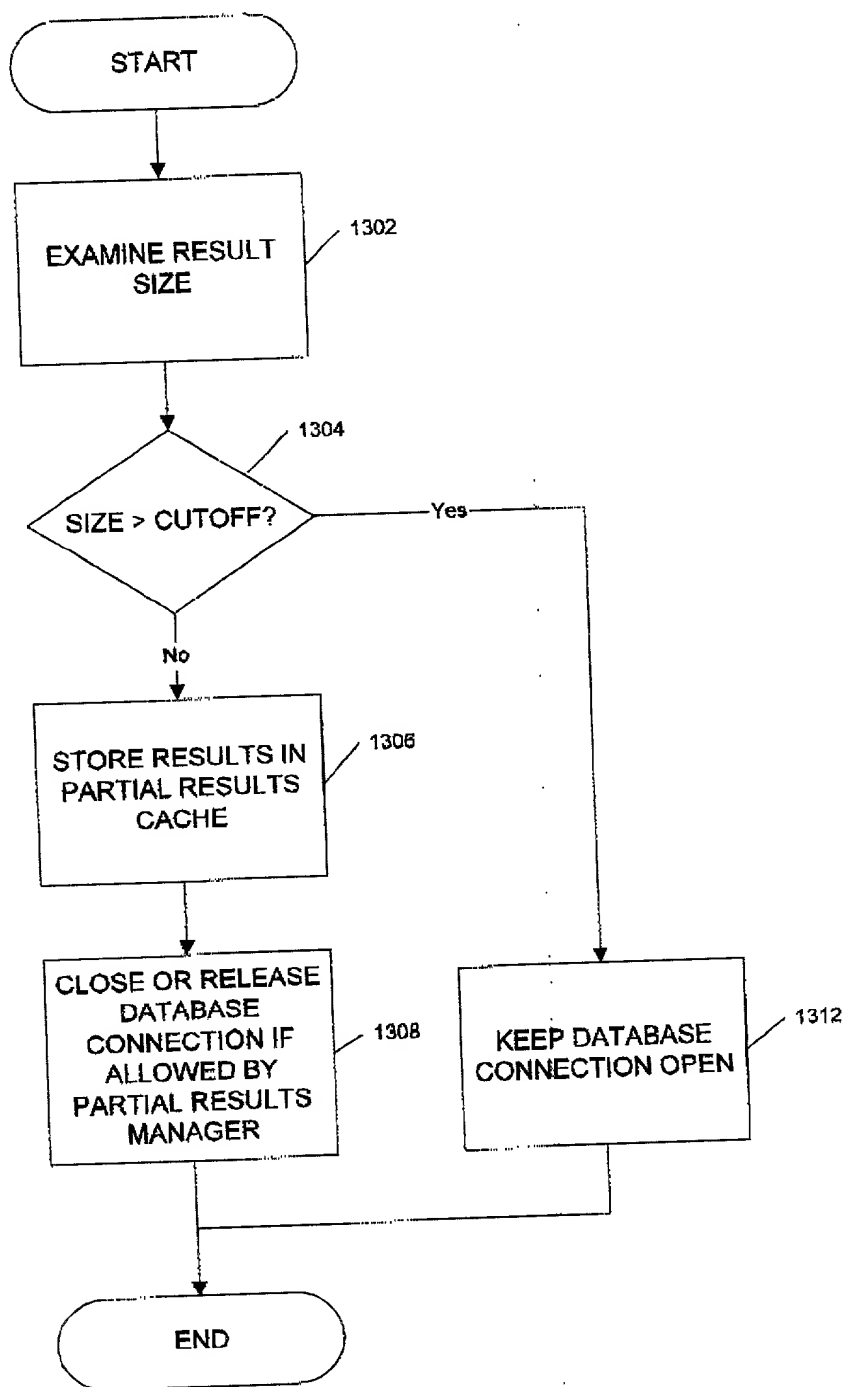 START
EXAMINE RESULT
SIZE
1302
1304
SIZE > CUTOFF?
Yes
No
STORE RESULTS IN
PARTIAL RESULTS
CACHE
1306
CLOSE OR RELEASE
DATABASE
CONNECTION IF
ALLOWED BY
PARTIAL RESULTS
MANAGER
1308
KEEP DATABASE
CONNECTION OPEN
1312
END